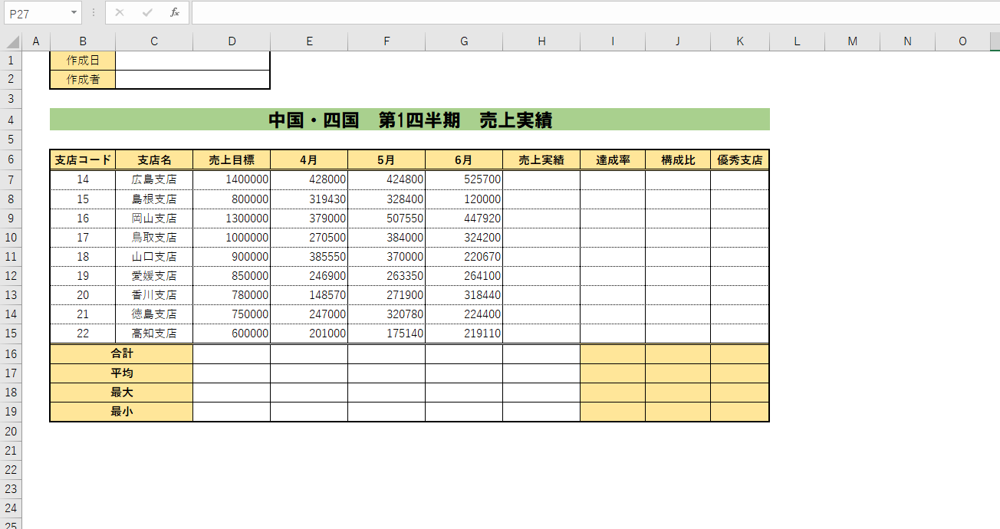 P27 fx
A B C D E F G H I J K L M N O
1 作成日
2 作成者
3
4 中国・四国　第1四半期　売上実績
5
6 支店コード 支店名 売上目標 4月 5月 6月 売上実績 達成率 構成比 優秀支店
7 14 広島支店 1400000 428000 424800 525700
8 15 島根支店 800000 319430 328400 120000
9 16 岡山支店 1300000 379000 507550 447920
10 17 鳥取支店 1000000 270500 384000 324200
11 18 山口支店 900000 385550 370000 220670
12 19 愛媛支店 850000 246900 263350 264100
13 20 香川支店 780000 148570 271900 318440
14 21 徳島支店 750000 247000 320780 224400
15 22 高知支店 600000 201000 175140 219110
16 合計
17 平均
18 最大
19 最小
20
21
22
23
24
25